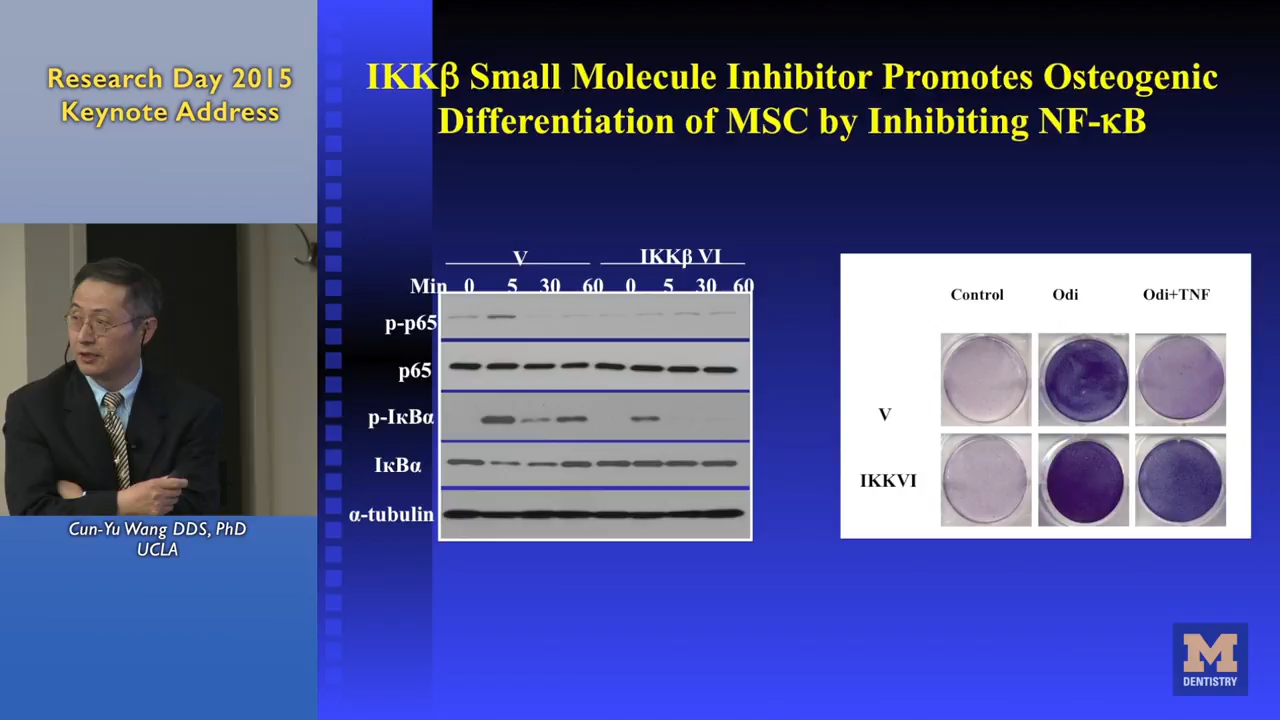 Research Day 2015
Keynote Address
Cun-Yu Wang DDS, PhD
UCLA
IKKβ Small Molecule Inhibitor Promotes Osteogenic
Differentiation of MSC by Inhibiting NF-κB
V IKKβ VI
Min 0 5 30 60 0 5 30 60
p-p65
p65
p-IκBα
IκBα
α-tubulin
Control Odi Odi+TNF
V
IKKVI
M
DENTISTRY